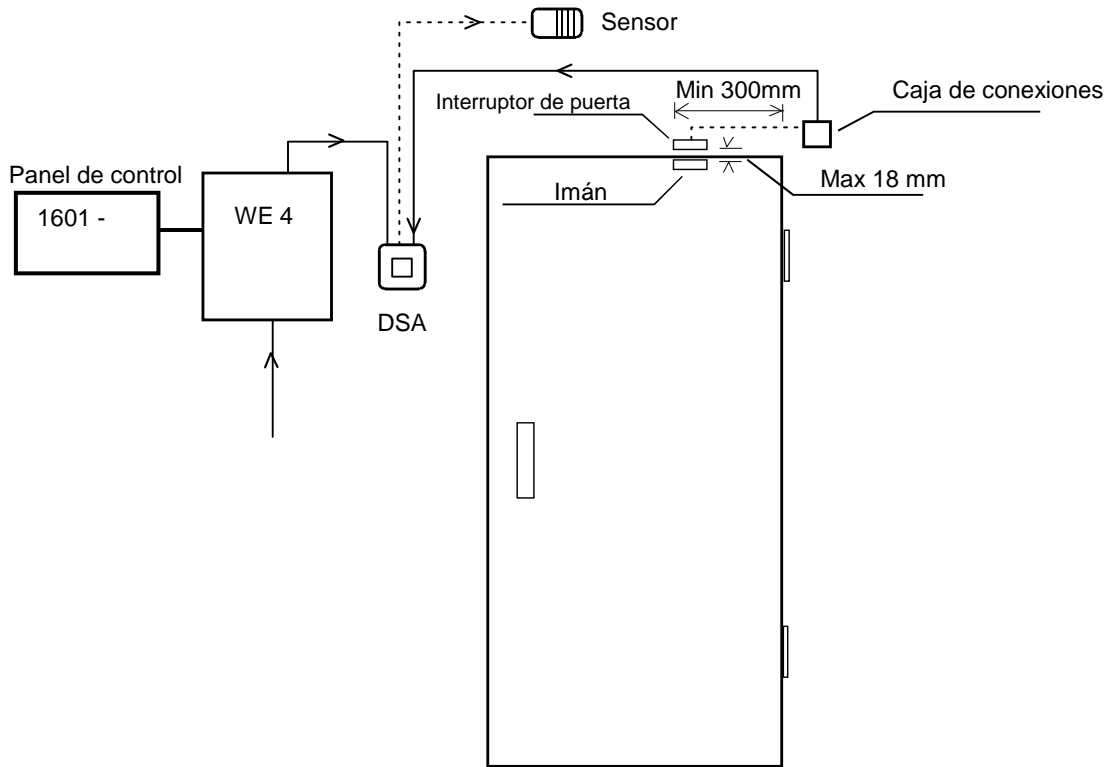 Sensor
Min 300mm
Caja de conexiones
Interruptor de puerta
Panel de control
Imán
Max 18 mm
1601 -
WE 4
DSA